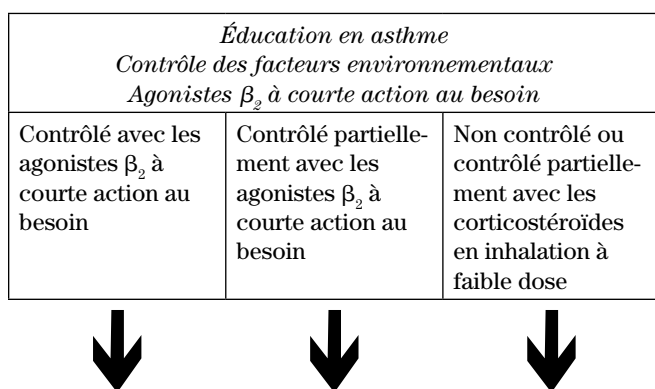 Éducation en asthme
Contrôle des facteurs environnementaux
Agonistes β₂ à courte action au besoin
Contrôlé avec les
agonistes β₂ à
courte action au
besoin
Contrôlé partielle-
ment avec les
agonistes β₂ à
courte action au
besoin
Non contrôlé ou
contrôlé partielle-
ment avec les
corticostéroïdes
en inhalation à
faible dose